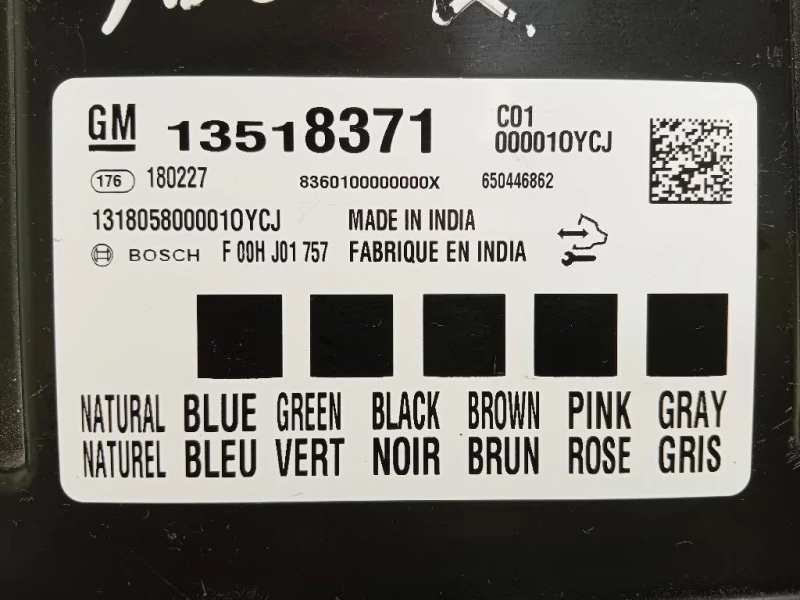 GM 13518371 C01
000010YCJ
176 180227 8360100000000X 650446862
131805800001OYCJ MADE IN INDIA
BOSCH F 00H J01 757 FABRIQUE EN INDIA
NATURAL BLUE GREEN BLACK BROWN PINK GRAY
NATUREL BLEU VERT NOIR BRUN ROSE GRIS